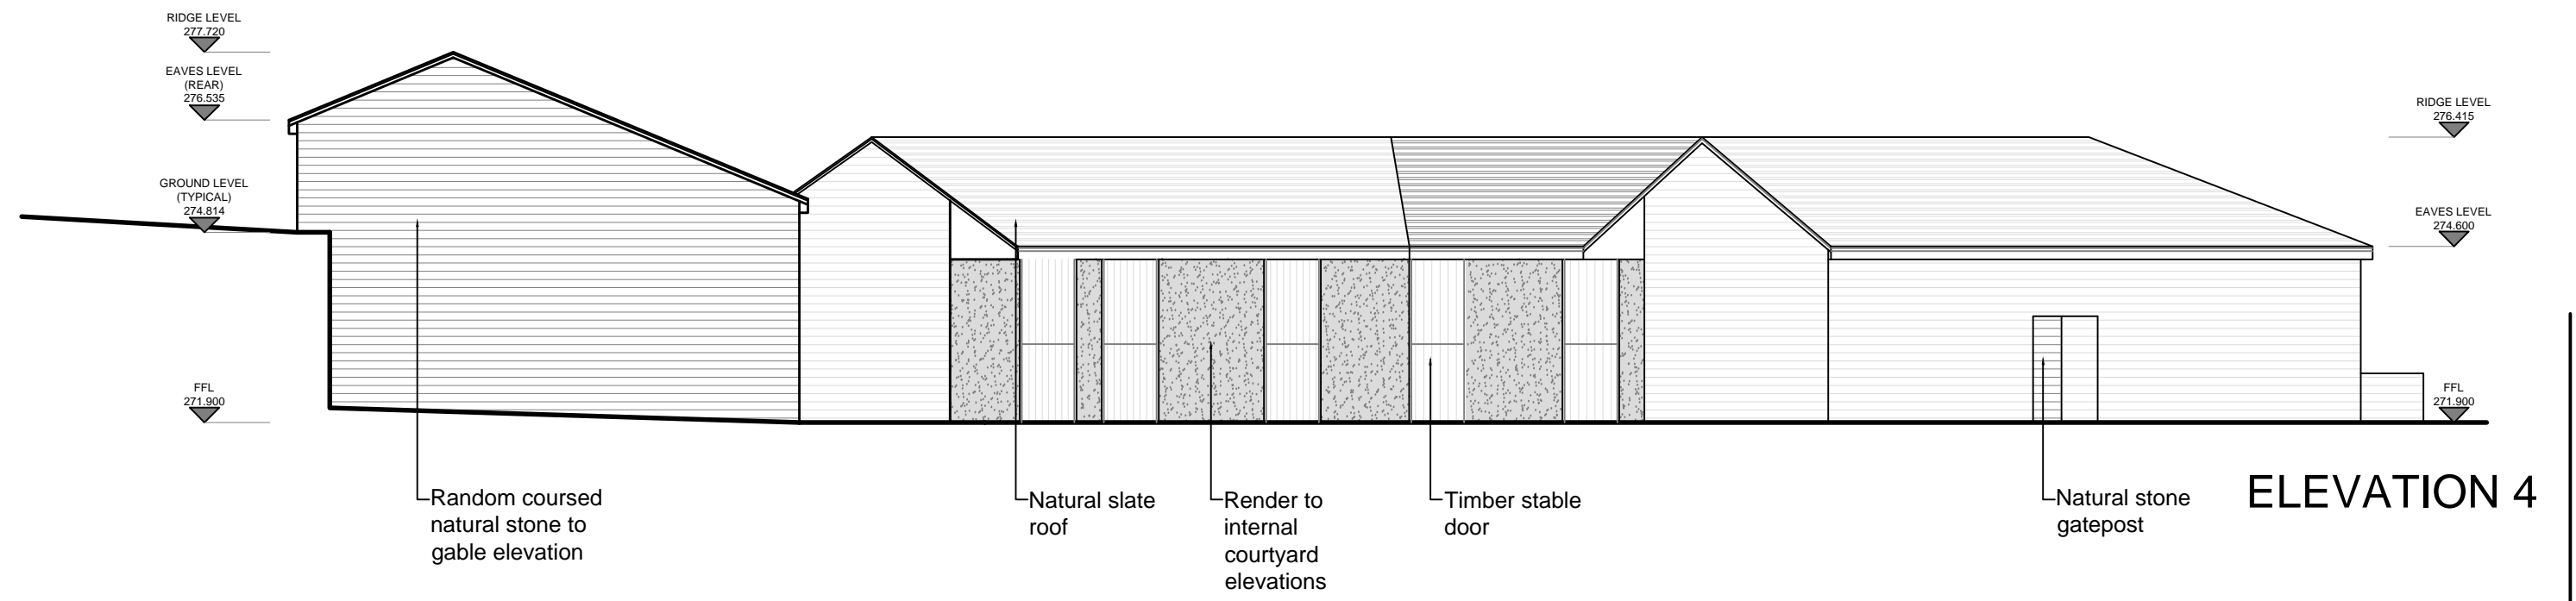 RIDGE LEVEL
277.720
EAVES LEVEL
(REAR)
276.535
GROUND LEVEL
(TYPICAL)
274.814
FFL
271.900
RIDGE LEVEL
276.415
EAVES LEVEL
274.600
FFL
271.900
Random coursed
natural stone to
gable elevation
Natural slate
roof
Render to
internal
courtyard
elevations
Timber stable
door
Natural stone
gatepost
ELEVATION 4